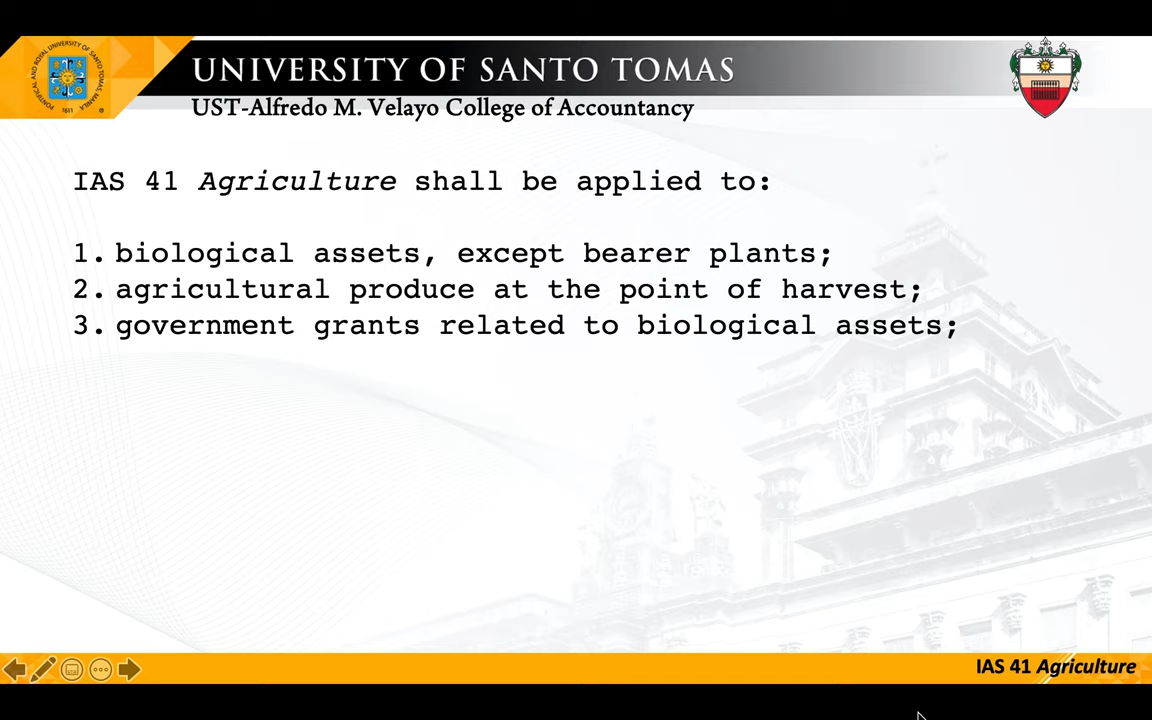 UNIVERSITY OF SANTO TOMAS
UST-Alfredo M. Velayo College of Accountancy
IAS 41 Agriculture shall be applied to:
1. biological assets, except bearer plants;
2. agricultural produce at the point of harvest;
3. government grants related to biological assets;
IAS 41 Agriculture